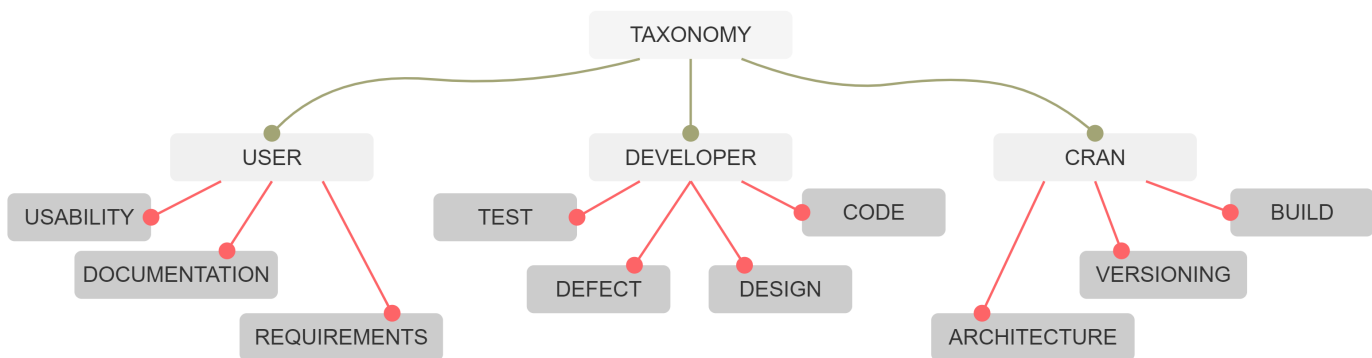 TAXONOMY
USER
DEVELOPER
CRAN
USABILITY
DOCUMENTATION
REQUIREMENTS
TEST
DEFECT
DESIGN
CODE
ARCHITECTURE
VERSIONING
BUILD